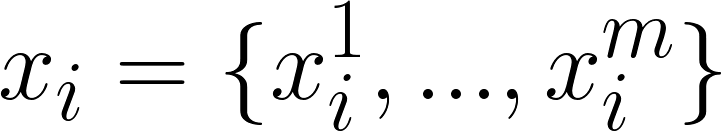 $x_i = \{x_i^1, ..., x_i^m\}$